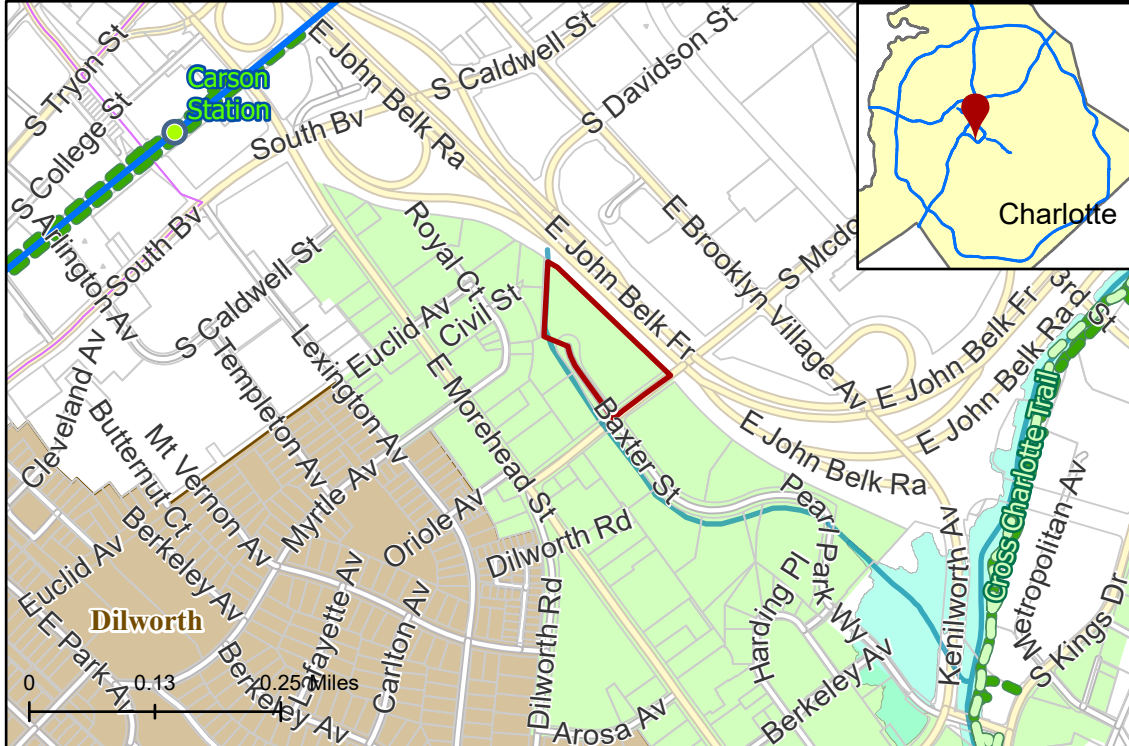 S Tryon St
E John Belk Ra
S Caldwell St
S Davidson St
Carson
Station
South Bv
S College St
Charlotte
S Arlington Av
South Bv
Royal Ct
E John Belk Fr
E Brooklyn Village Av
S Mcdo
3rd St
S Caldwell St
Euclid Av
Civil St
E John Belk Fr
E John Belk Ra
Cleveland Av
Templeton Av
Lexington Av
E Morehead St
Baxter St
E John Belk Ra
Cross Charlotte Trail
Butternut Ct
Mt Vernon Av
Myrtle Av
Oriole Av
Pearl Park Wy
Kenilworth Av
Metropolitan Av
Euclid Av
Berkeley Av
Dilworth Rd
Harding Pl
S Kings Dr
Dilworth
Lafayette Av
Carlton Av
Dilworth Rd
E Park Av
Berkeley Av
Berkeley Av
Arosa Av
0
0.13
0.25 Miles